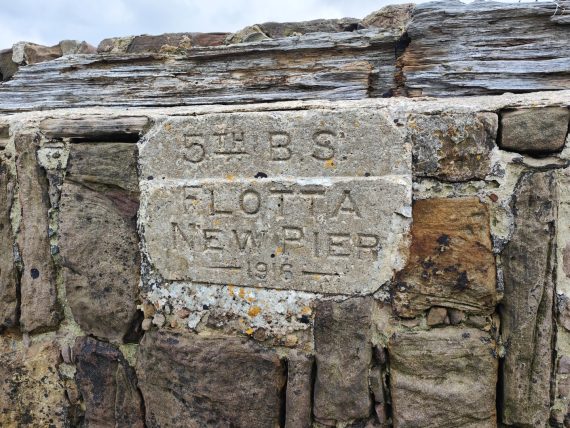 5TH B.S.
FLOTTA
NEW PIER
— 1916 —